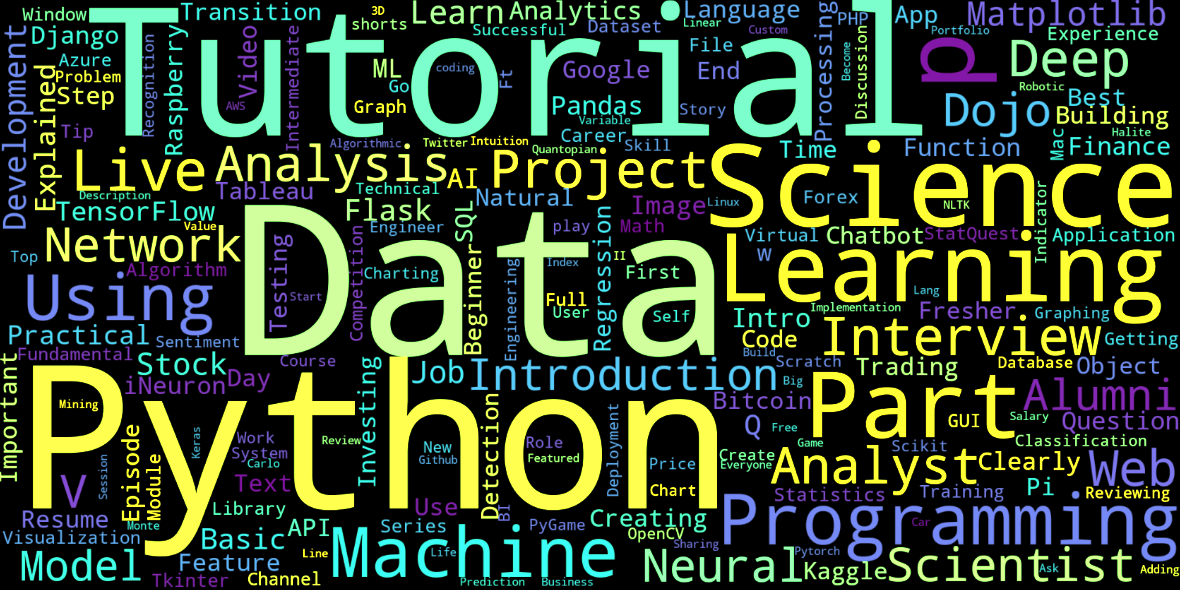 Window
Transition
3D
shorts
Learn
Analytics
Successful
Linear
Dataset
Language
Custom
PHP
App
Portfolio
Matplotlib
Experience
Django
Azure
Problem
Step
Development
Explained
Recognition
Raspberry
Video
AWS
Intermediate
Tutorial
ML
Go
Graph
coding
Ft
Google
Pandas
Variable
File
End
Story
Processing
Become
Discussion
p
Deep
Robotic
Dojo
Best
Building
Tip
Live
Analysis
Algorithmic
Twitter
Intuition
Quantopian
Career
Skill
AI
Project
Time
Function
Mac
Halite
Finance
Science
Description
Tableau
TensorFlow
Value
Technical
Flask
Engineer
SQL
Natural
play
Image
Math
Linux
Forex
NLTK
Virtual
W
Chatbot
StatQuest
Indicator
Application
Network
Top
Algorithm
Data
Testing
Start
Competition
Charting
Beginner
Engineering
Index
Full
User
Regression
II
First
Self
Learning
Lang
Implementation
Using
Practical
Sentiment
Fundamental
Course
Intro
Code
Build
Scratch
Fresher
Graphing
Interview
Getting
Database
Object
Important
Stock
iNeuron
Day
Investing
Job
Introduction
Big
Bitcoin
Trading
Part
Alumni
Salary
GUI
Question
Python
Mining
Keras
Work
System
Carlo
Review
New
Github
Role
Featured
Detection
Deployment
Price
Chart
Q
Free
Game
Create
Everyone
Scikit
Classification
Analyst
Clearly
Web
V
Session
Episode
Module
Text
Use
BI
Library
Statistics
Training
Pi
Reviewing
Resume
Visualization
Monte
Basic
API
Series
PyGame
Creating
OpenCV
Sharing
Programming
Car
Pytorch
Model
Feature
Tkinter
Channel
Line
Machine
Life
Prediction
Business
Neural
Kaggle
Scientist
Ask
Adding